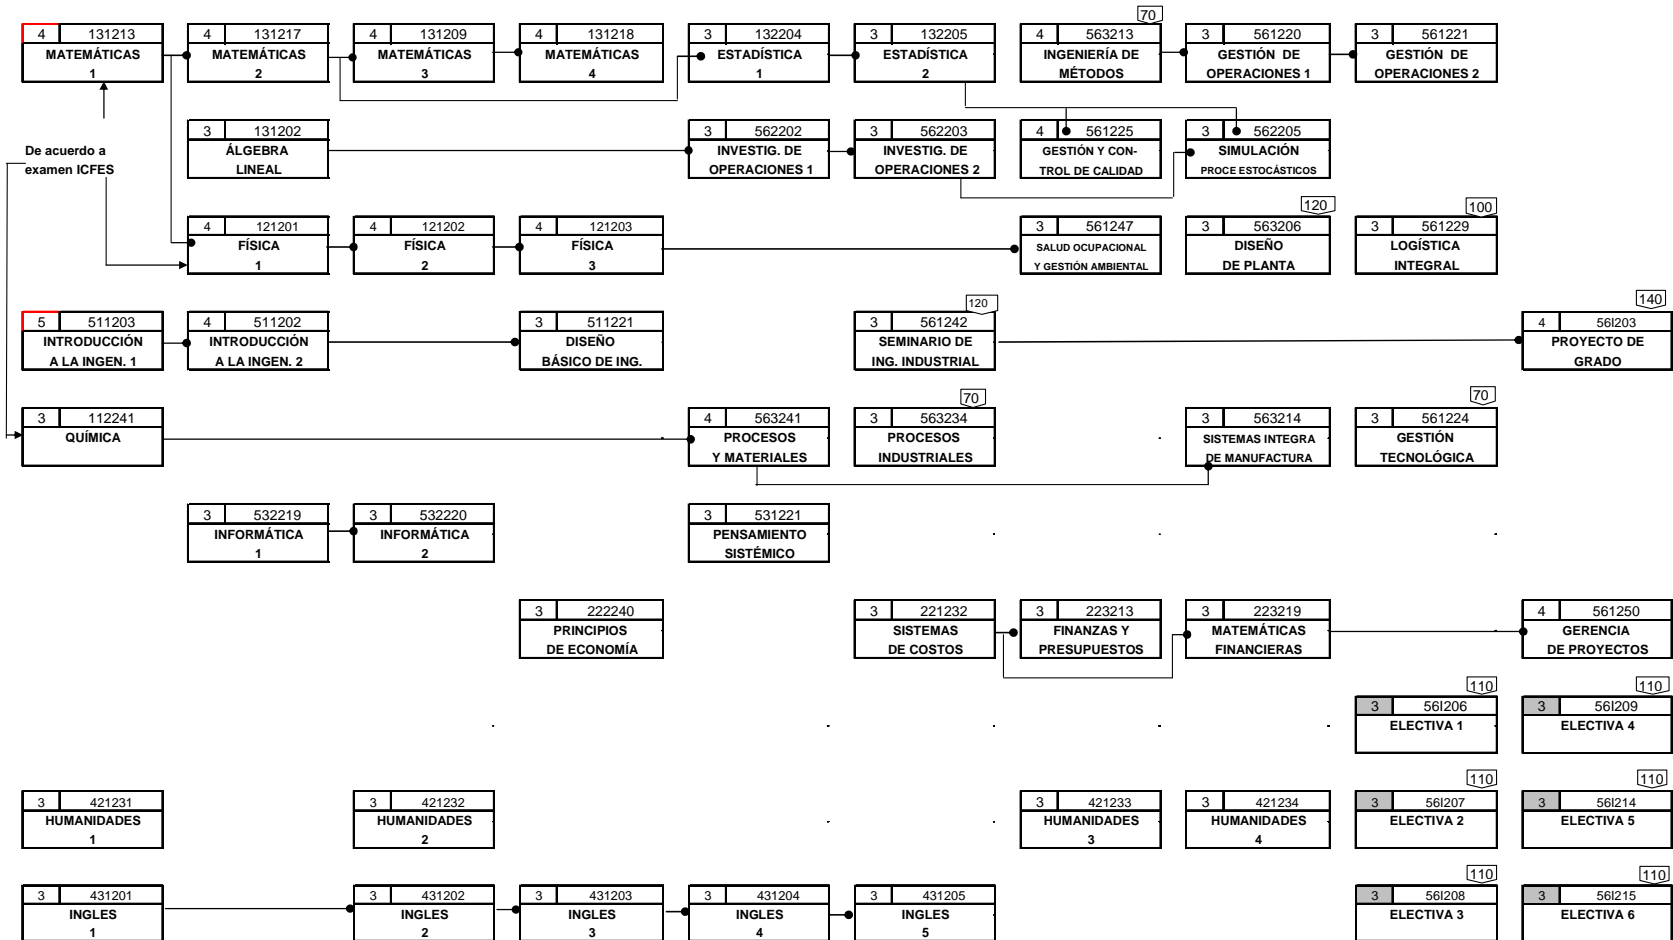 70
4 131213
4 131217
4 131209
4 131218
3 132204
3 132205
4 563213
3 561220
3 561221
MATEMÁTICAS
1
MATEMÁTICAS
2
MATEMÁTICAS
3
MATEMÁTICAS
4
ESTADÍSTICA
1
ESTADÍSTICA
2
INGENIERÍA DE
MÉTODOS
GESTIÓN DE
OPERACIONES 1
GESTIÓN DE
OPERACIONES 2
De acuerdo a
examen ICFES
3 131202
ÁLGEBRA
LINEAL
3 562202
INVESTIG. DE
OPERACIONES 1
3 562203
INVESTIG. DE
OPERACIONES 2
4 561225
GESTIÓN Y CON-
TROL DE CALIDAD
3 562205
SIMULACIÓN
PROCE ESTOCÁSTICOS
120
100
4 121201
FÍSICA
1
4 121202
FÍSICA
2
4 121203
FÍSICA
3
3 561247
SALUD OCUPACIONAL
Y GESTIÓN AMBIENTAL
3 563206
DISEÑO
DE PLANTA
3 561229
LOGÍSTICA
INTEGRAL
120
140
5 511203
INTRODUCCIÓN
A LA INGEN. 1
4 511202
INTRODUCCIÓN
A LA INGEN. 2
3 511221
DISEÑO
BÁSICO DE ING.
3 561242
SEMINARIO DE
ING. INDUSTRIAL
4 56I203
PROYECTO DE
GRADO
70
70
3 112241
QUÍMICA
4 563241
PROCESOS
Y MATERIALES
3 563234
PROCESOS
INDUSTRIALES
3 563214
SISTEMAS INTEGRA
DE MANUFACTURA
3 561224
GESTIÓN
TECNOLÓGICA
3 532219
INFORMÁTICA
1
3 532220
INFORMÁTICA
2
3 531221
PENSAMIENTO
SISTÉMICO
3 222240
PRINCIPIOS
DE ECONOMÍA
3 221232
SISTEMAS
DE COSTOS
3 223213
FINANZAS Y
PRESUPUESTOS
3 223219
MATEMÁTICAS
FINANCIERAS
4 561250
GERENCIA
DE PROYECTOS
110
110
3 56I206
ELECTIVA 1
3 56I209
ELECTIVA 4
110
110
3 421231
HUMANIDADES
1
3 421232
HUMANIDADES
2
3 421233
HUMANIDADES
3
3 421234
HUMANIDADES
4
3 56I207
ELECTIVA 2
3 56I214
ELECTIVA 5
110
110
3 431201
INGLES
1
3 431202
INGLES
2
3 431203
INGLES
3
3 431204
INGLES
4
3 431205
INGLES
5
3 56I208
ELECTIVA 3
3 56I215
ELECTIVA 6